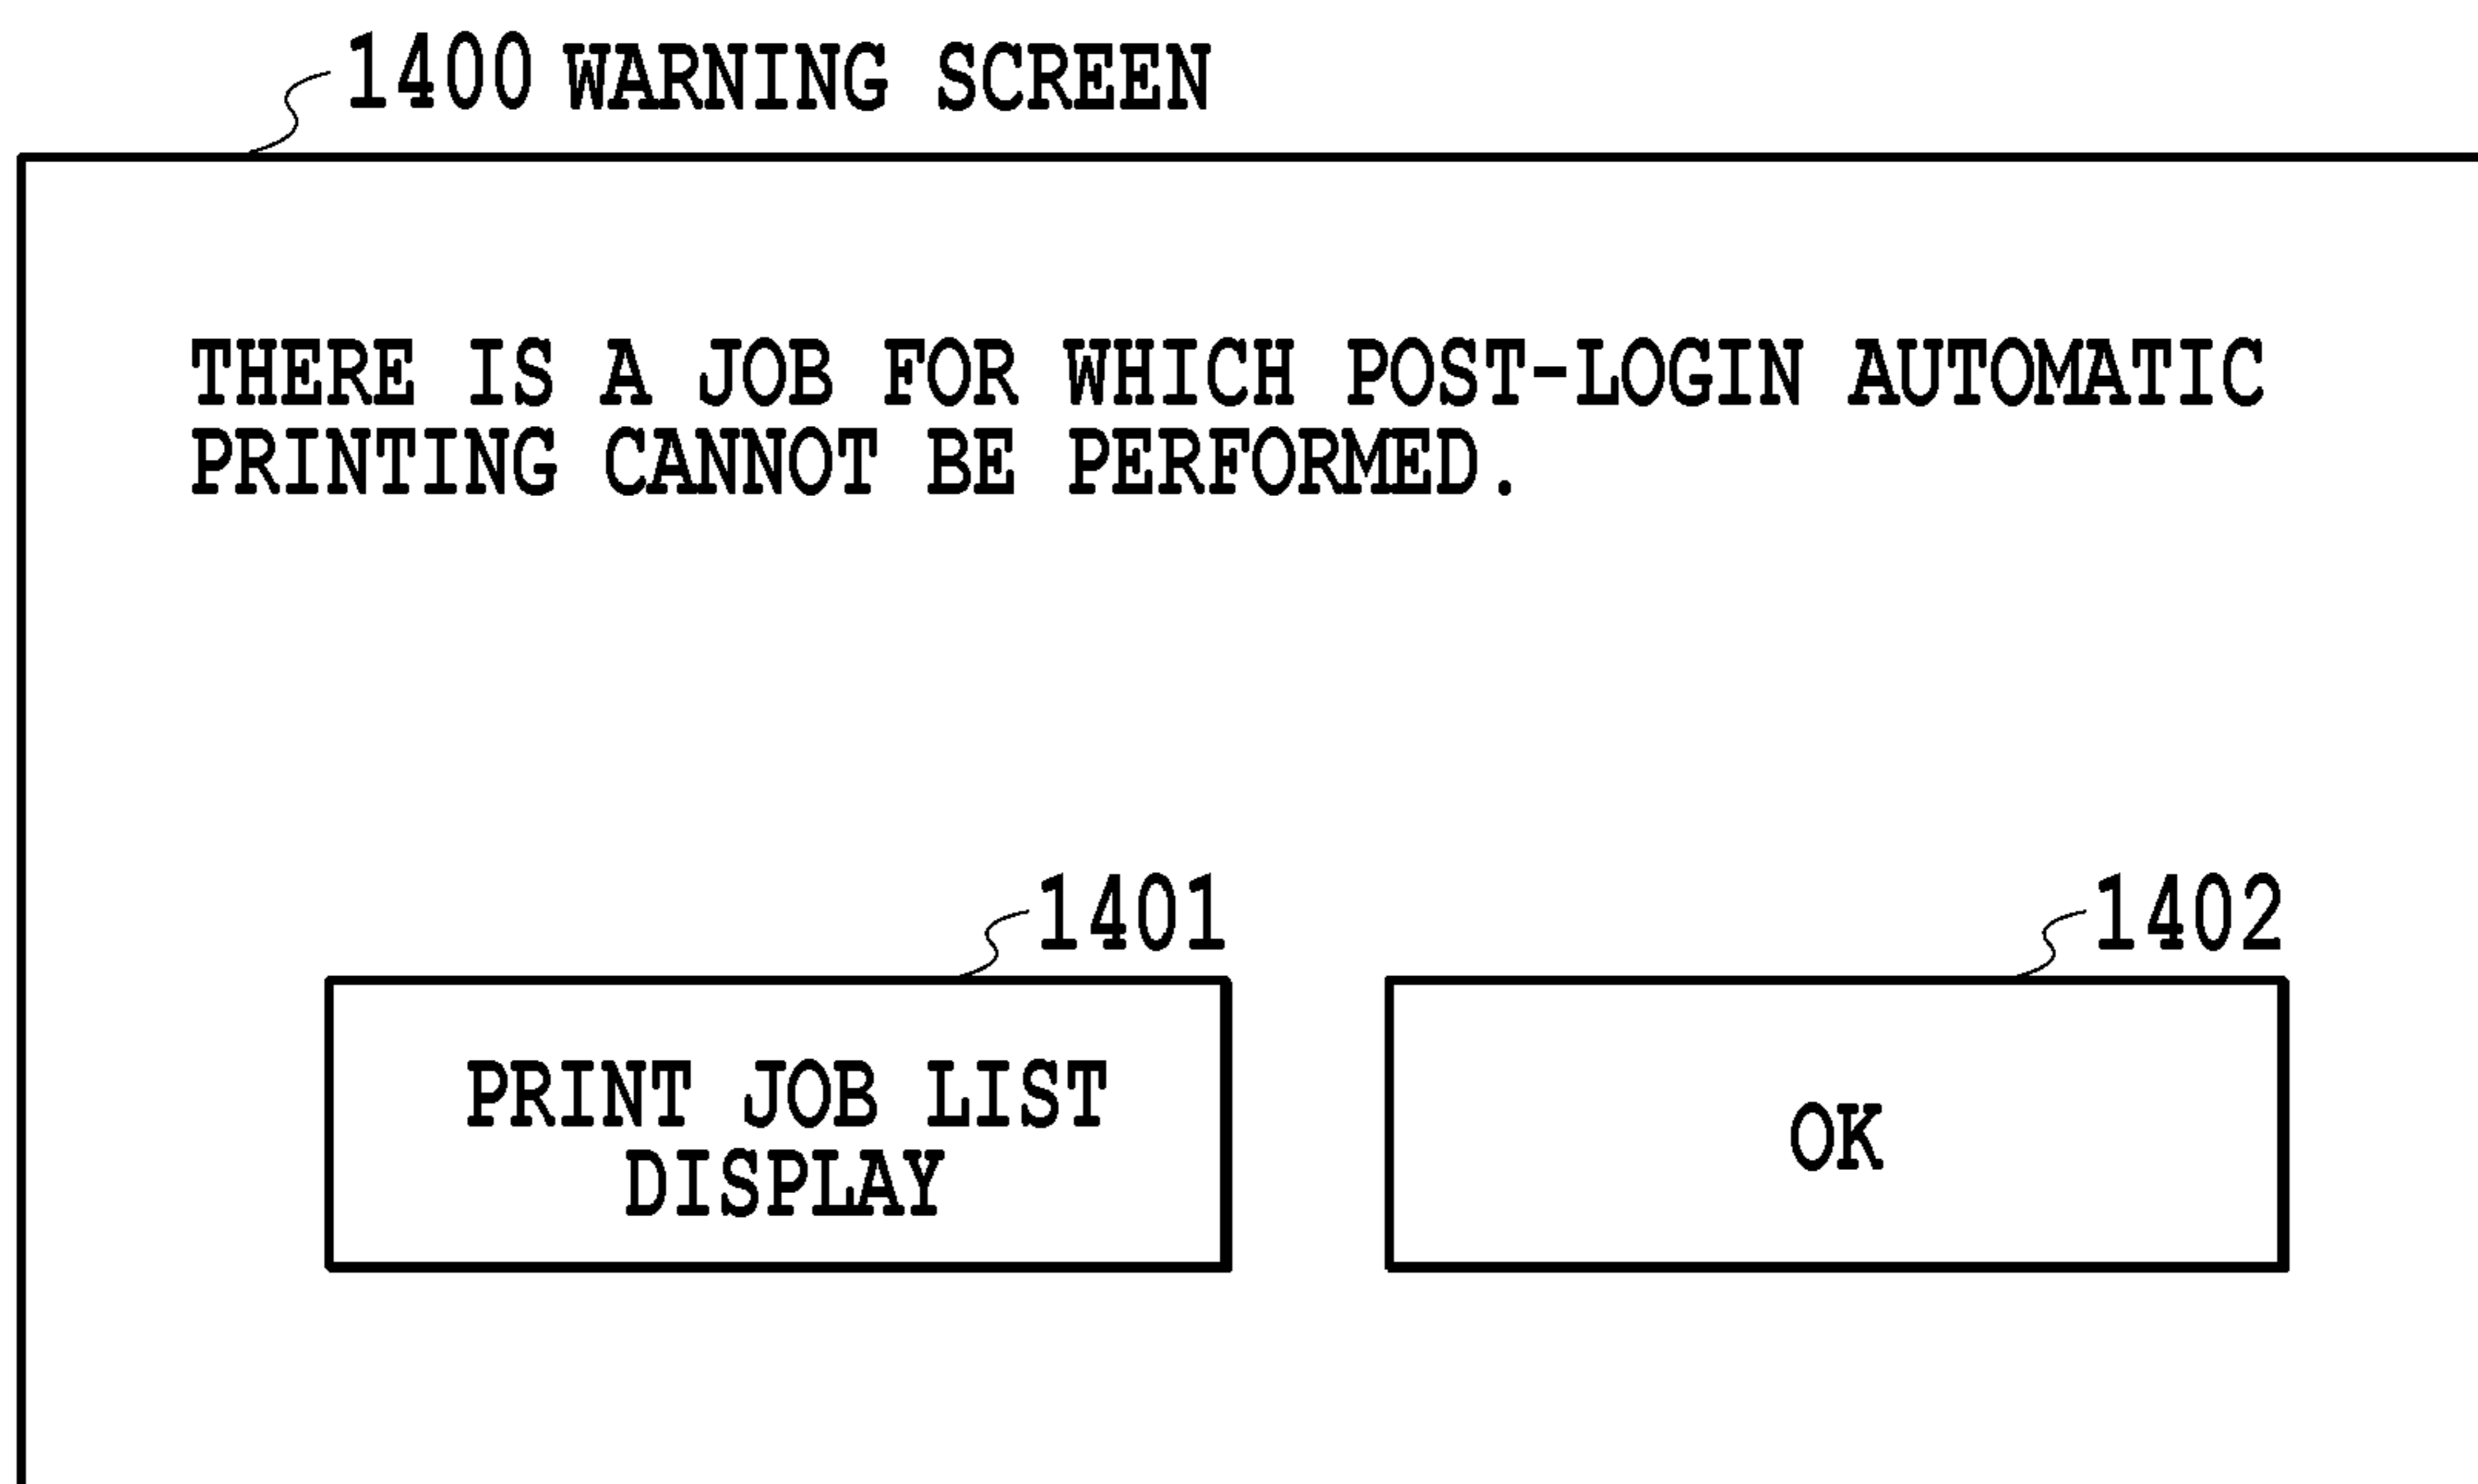 1400 WARNING SCREEN
THERE IS A JOB FOR WHICH POST-LOGIN AUTOMATIC
PRINTING CANNOT BE PERFORMED.
1401
1402
PRINT JOB LIST
DISPLAY
OK